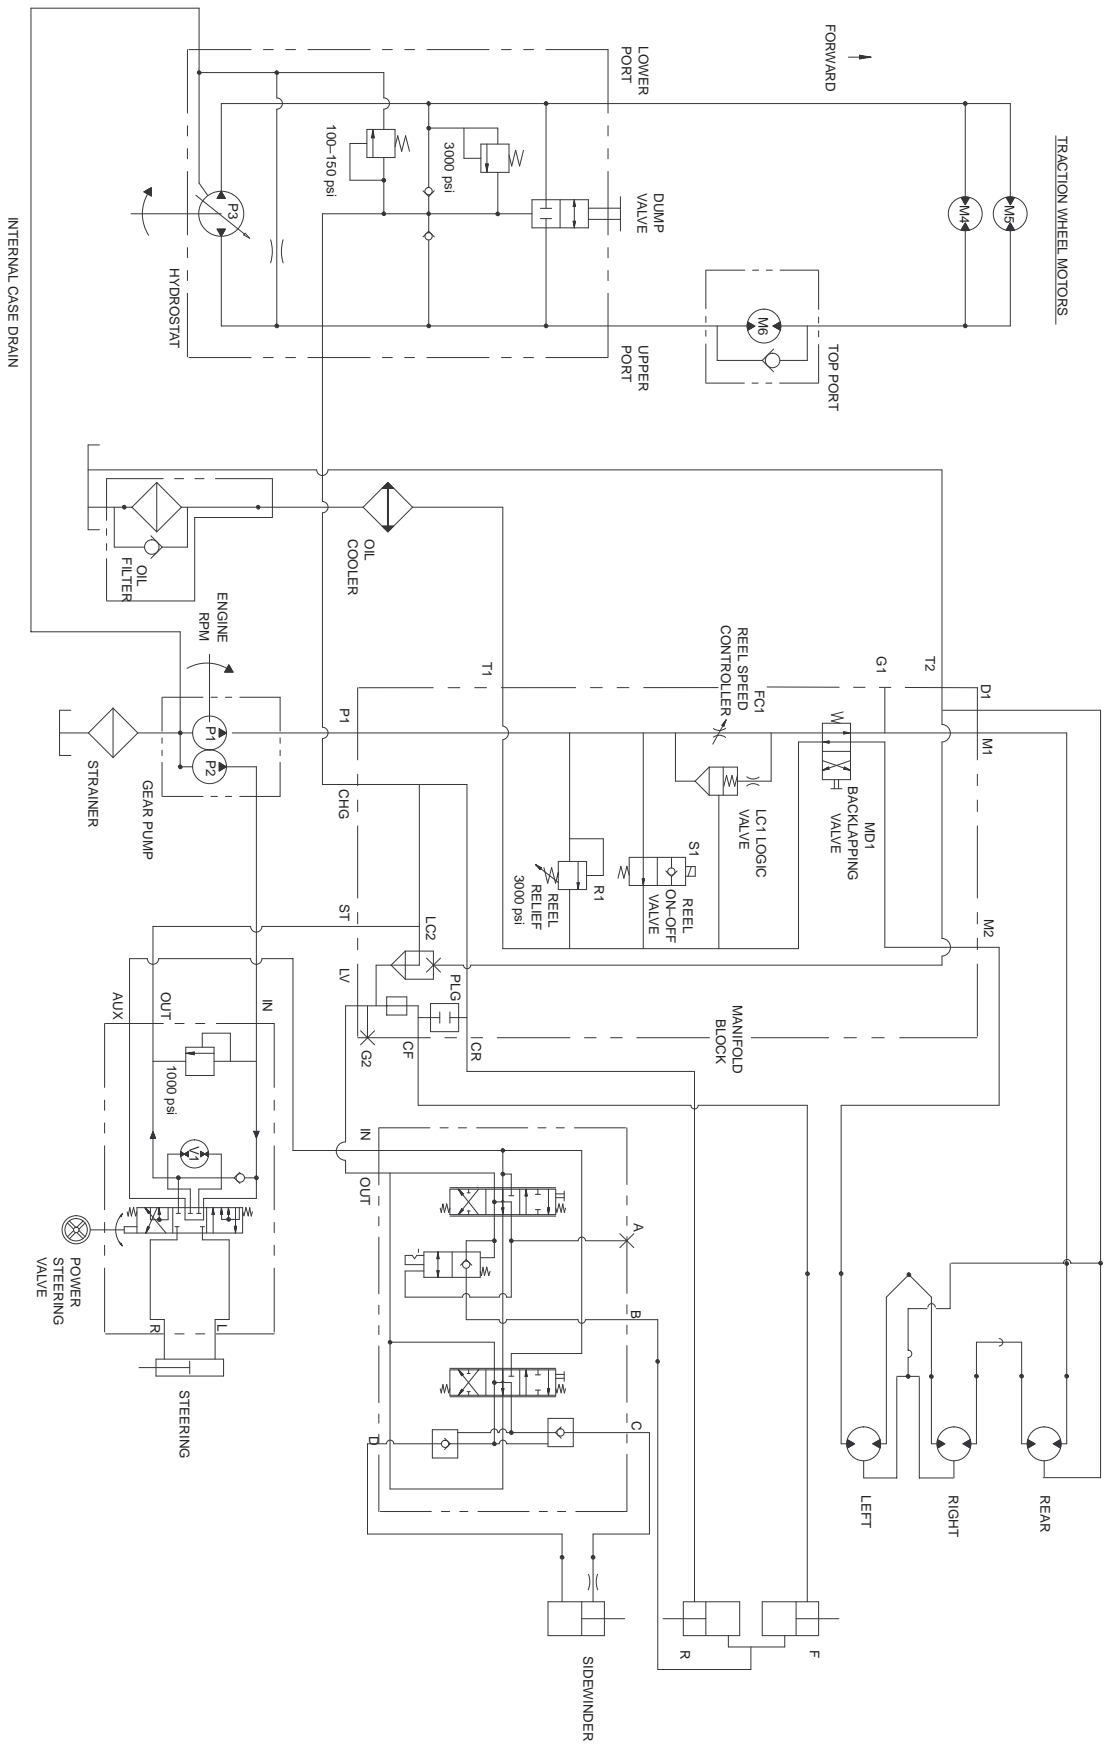 FORWARD
TRACTION WHEEL MOTORS
LOWER
PORT
DUMP
VALVE
3000 psi
100–150 psi
M5
M4
P3
HYDROSTAT
M6
TOP PORT
UPPER
PORT
INTERNAL CASE DRAIN
OIL
COOLER
OIL
FILTER
ENGINE
RPM
T1
REEL SPEED
CONTROLLER
FC1
G1
T2
D1
M1
P1
P1
P2
STRAINER
GEAR PUMP
CHG
MD1
BACKLAPPING
VALVE
LC1 LOGIC
VALVE
S1
REEL
ON–OFF
VALVE
R1
REEL
RELIEF
3000 psi
M2
ST
LC2
LV
PLG
MANIFOLD
BLOCK
CR
CF
G2
IN
OUT
AUX
1000 psi
V1
POWER
STEERING
VALVE
R
L
STEERING
IN
OUT
A
B
C
D
REAR
RIGHT
LEFT
F
R
SIDEWINDER